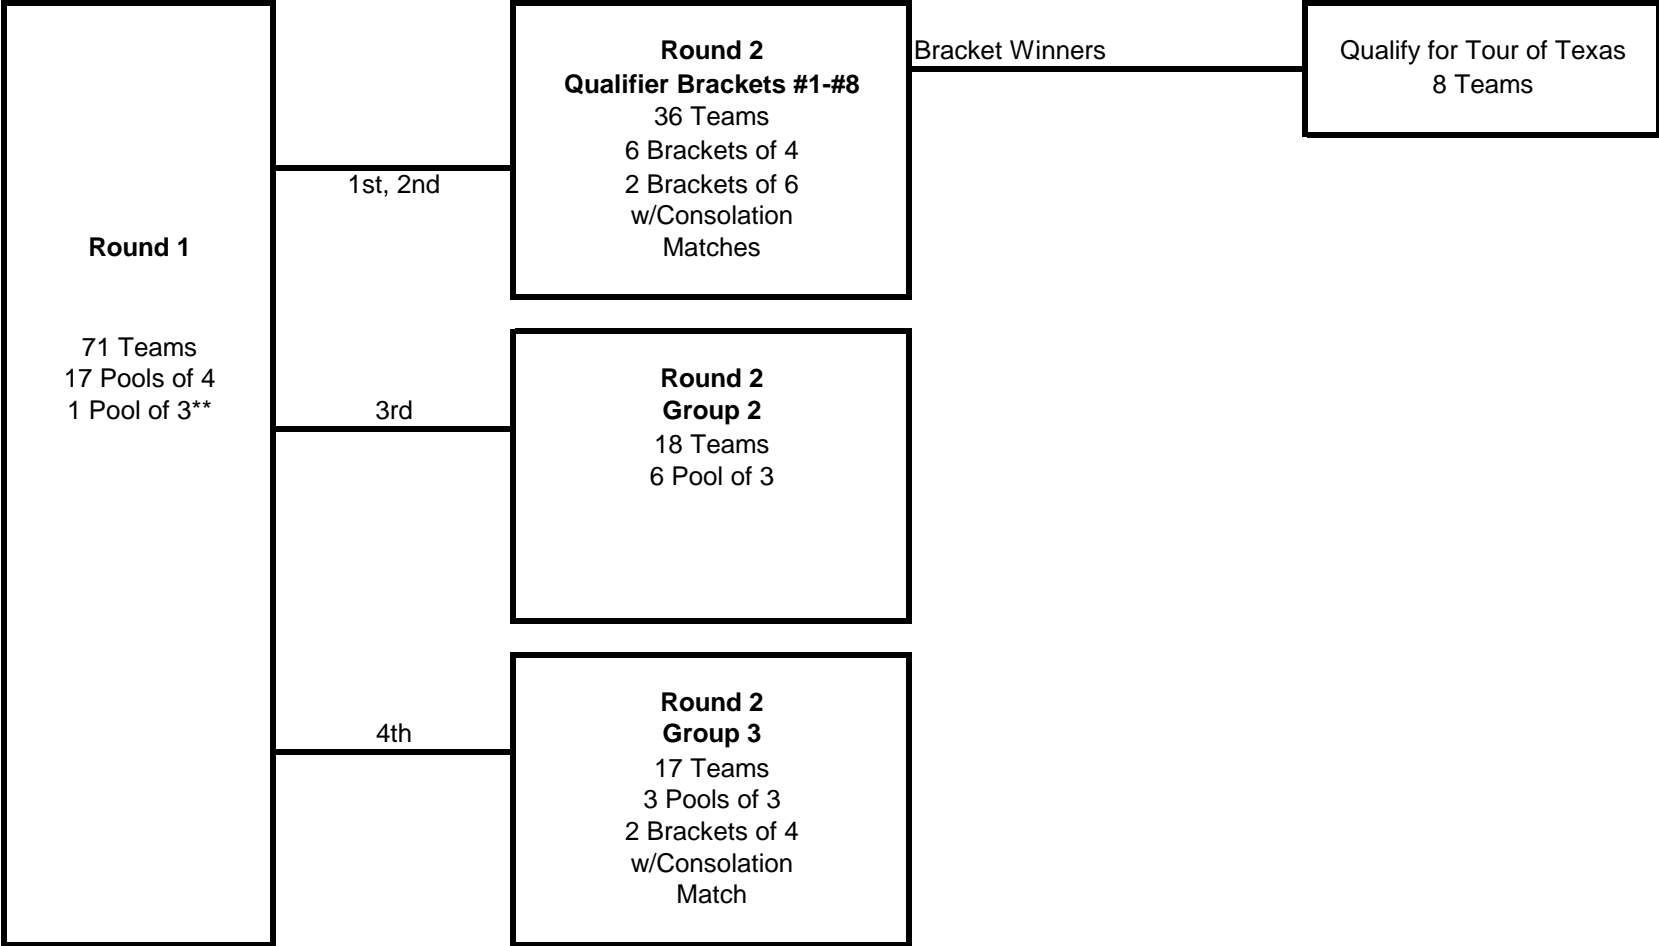 Round 1
71 Teams
17 Pools of 4
1 Pool of 3**
1st, 2nd
3rd
4th
Round 2
Qualifier Brackets #1-#8
36 Teams
6 Brackets of 4
2 Brackets of 6
w/Consolation
Matches
Round 2
Group 2
18 Teams
6 Pool of 3
Round 2
Group 3
17 Teams
3 Pools of 3
2 Brackets of 4
w/Consolation
Match
Bracket Winners
Qualify for Tour of Texas
8 Teams